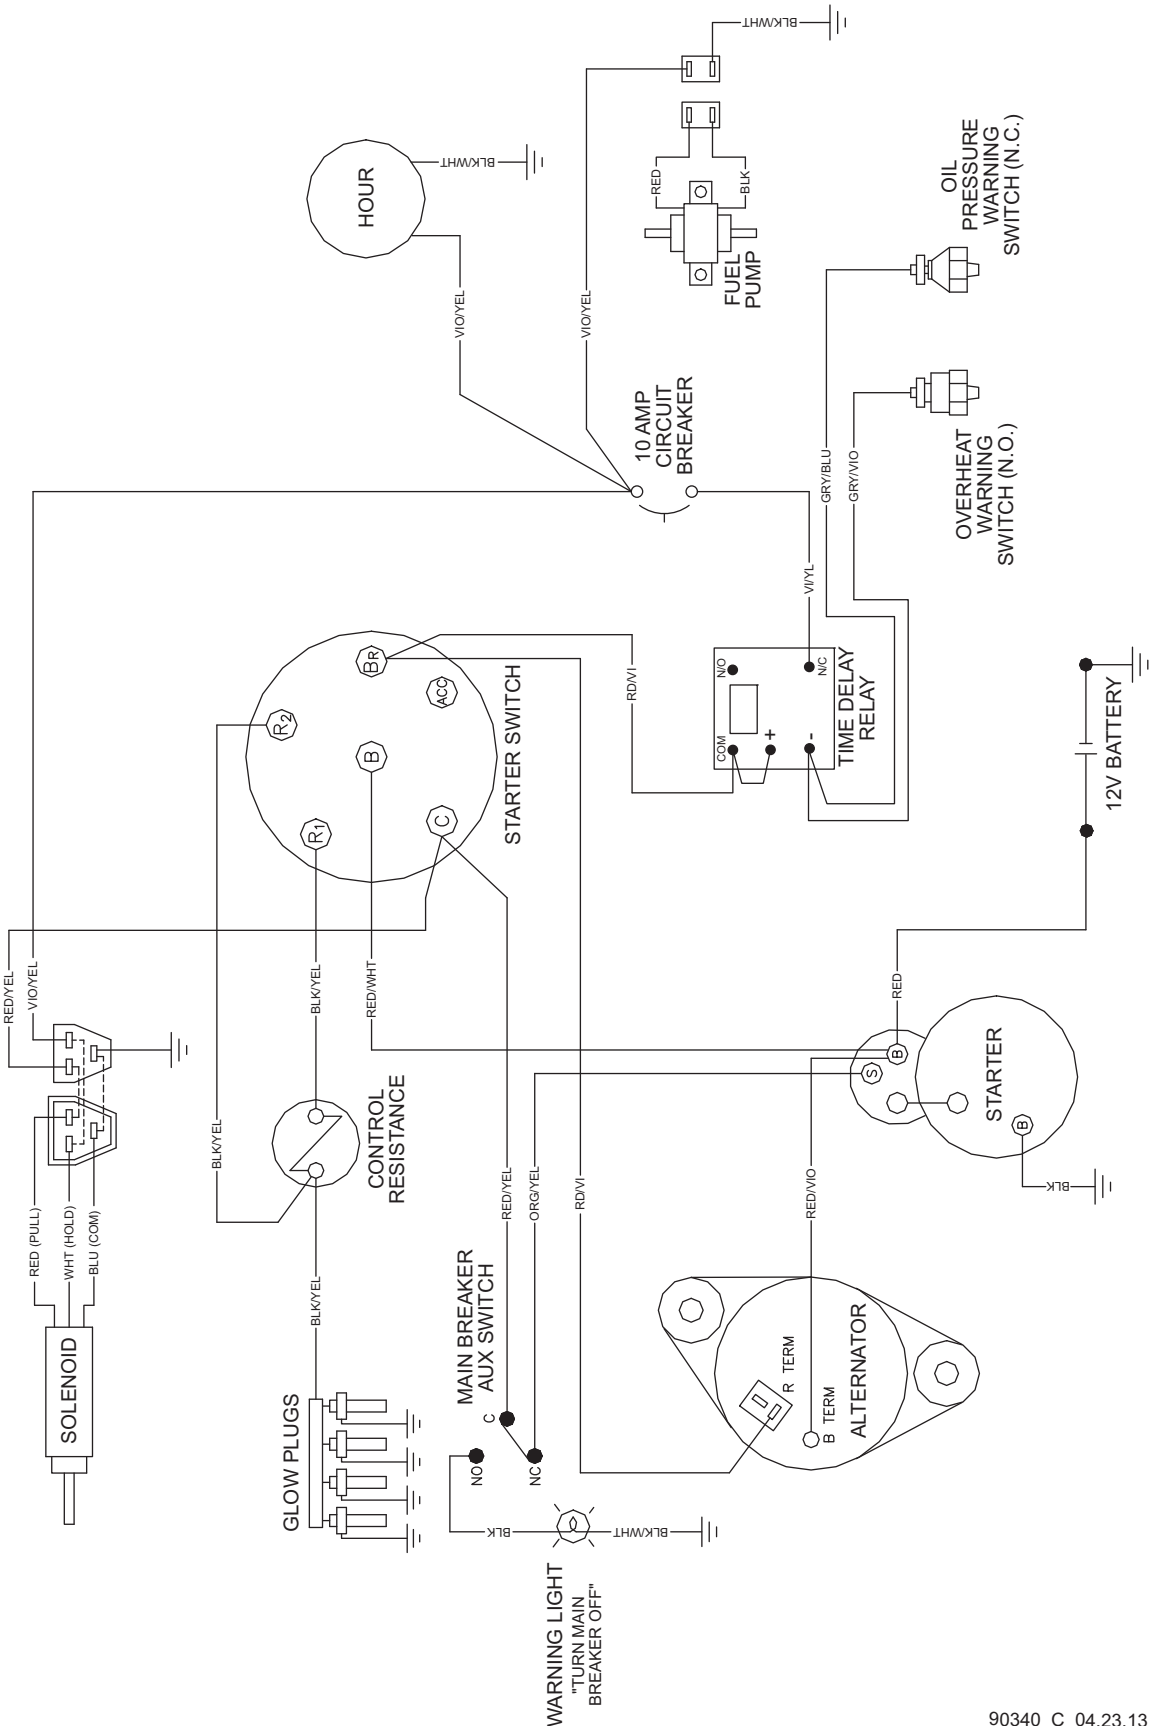 SOLENOID
RED (PULL)
WHT (HOLD)
BLU (COM)
RED/YEL
VIO/YEL
GLOW PLUGS
BLK/YEL
BLK/YEL
BLK/YEL
CONTROL
RESISTANCE
RED/WHT
R1
R2
B
BR
C
ACC
STARTER SWITCH
HOUR
BLK/WHT
VIO/YEL
VIO/YEL
BLK/WHT
RED
BLK
FUEL
PUMP
10 AMP
CIRCUIT
BREAKER
WARNING LIGHT
"TURN MAIN
BREAKER OFF"
BLK
BLK/WHT
MAIN BREAKER
AUX SWITCH
NO
C
NC
RED/YEL
ORG/YEL
RD/VI
RD/VI
COM
N/O
+
-
N/C
TIME DELAY
RELAY
VI/YL
GRY/BLU
GRY/VIO
OIL
PRESSURE
WARNING
SWITCH (N.C.)
OVERHEAT
WARNING
SWITCH (N.O.)
R TERM
B TERM
ALTERNATOR
RED/VIO
S
B
STARTER
B
BLK
RED
12V BATTERY
90340 C 04.23.13